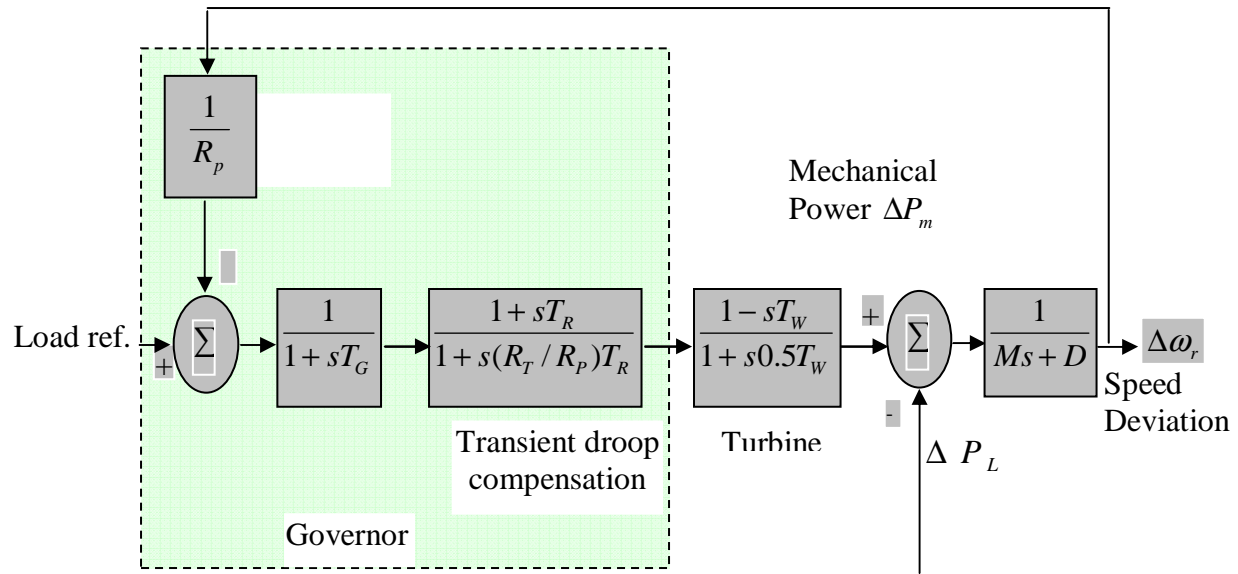 1
R_p
Mechanical
Power ΔP_m
Load ref.
+
Σ
1
1 + sT_G
1 + sT_R
1 + s(R_T / R_P)T_R
1 − sT_W
1 + s0.5T_W
+
Σ
-
1
Ms + D
Δω_r
Speed
Deviation
Transient droop
compensation
Turbine
Δ P_L
Governor